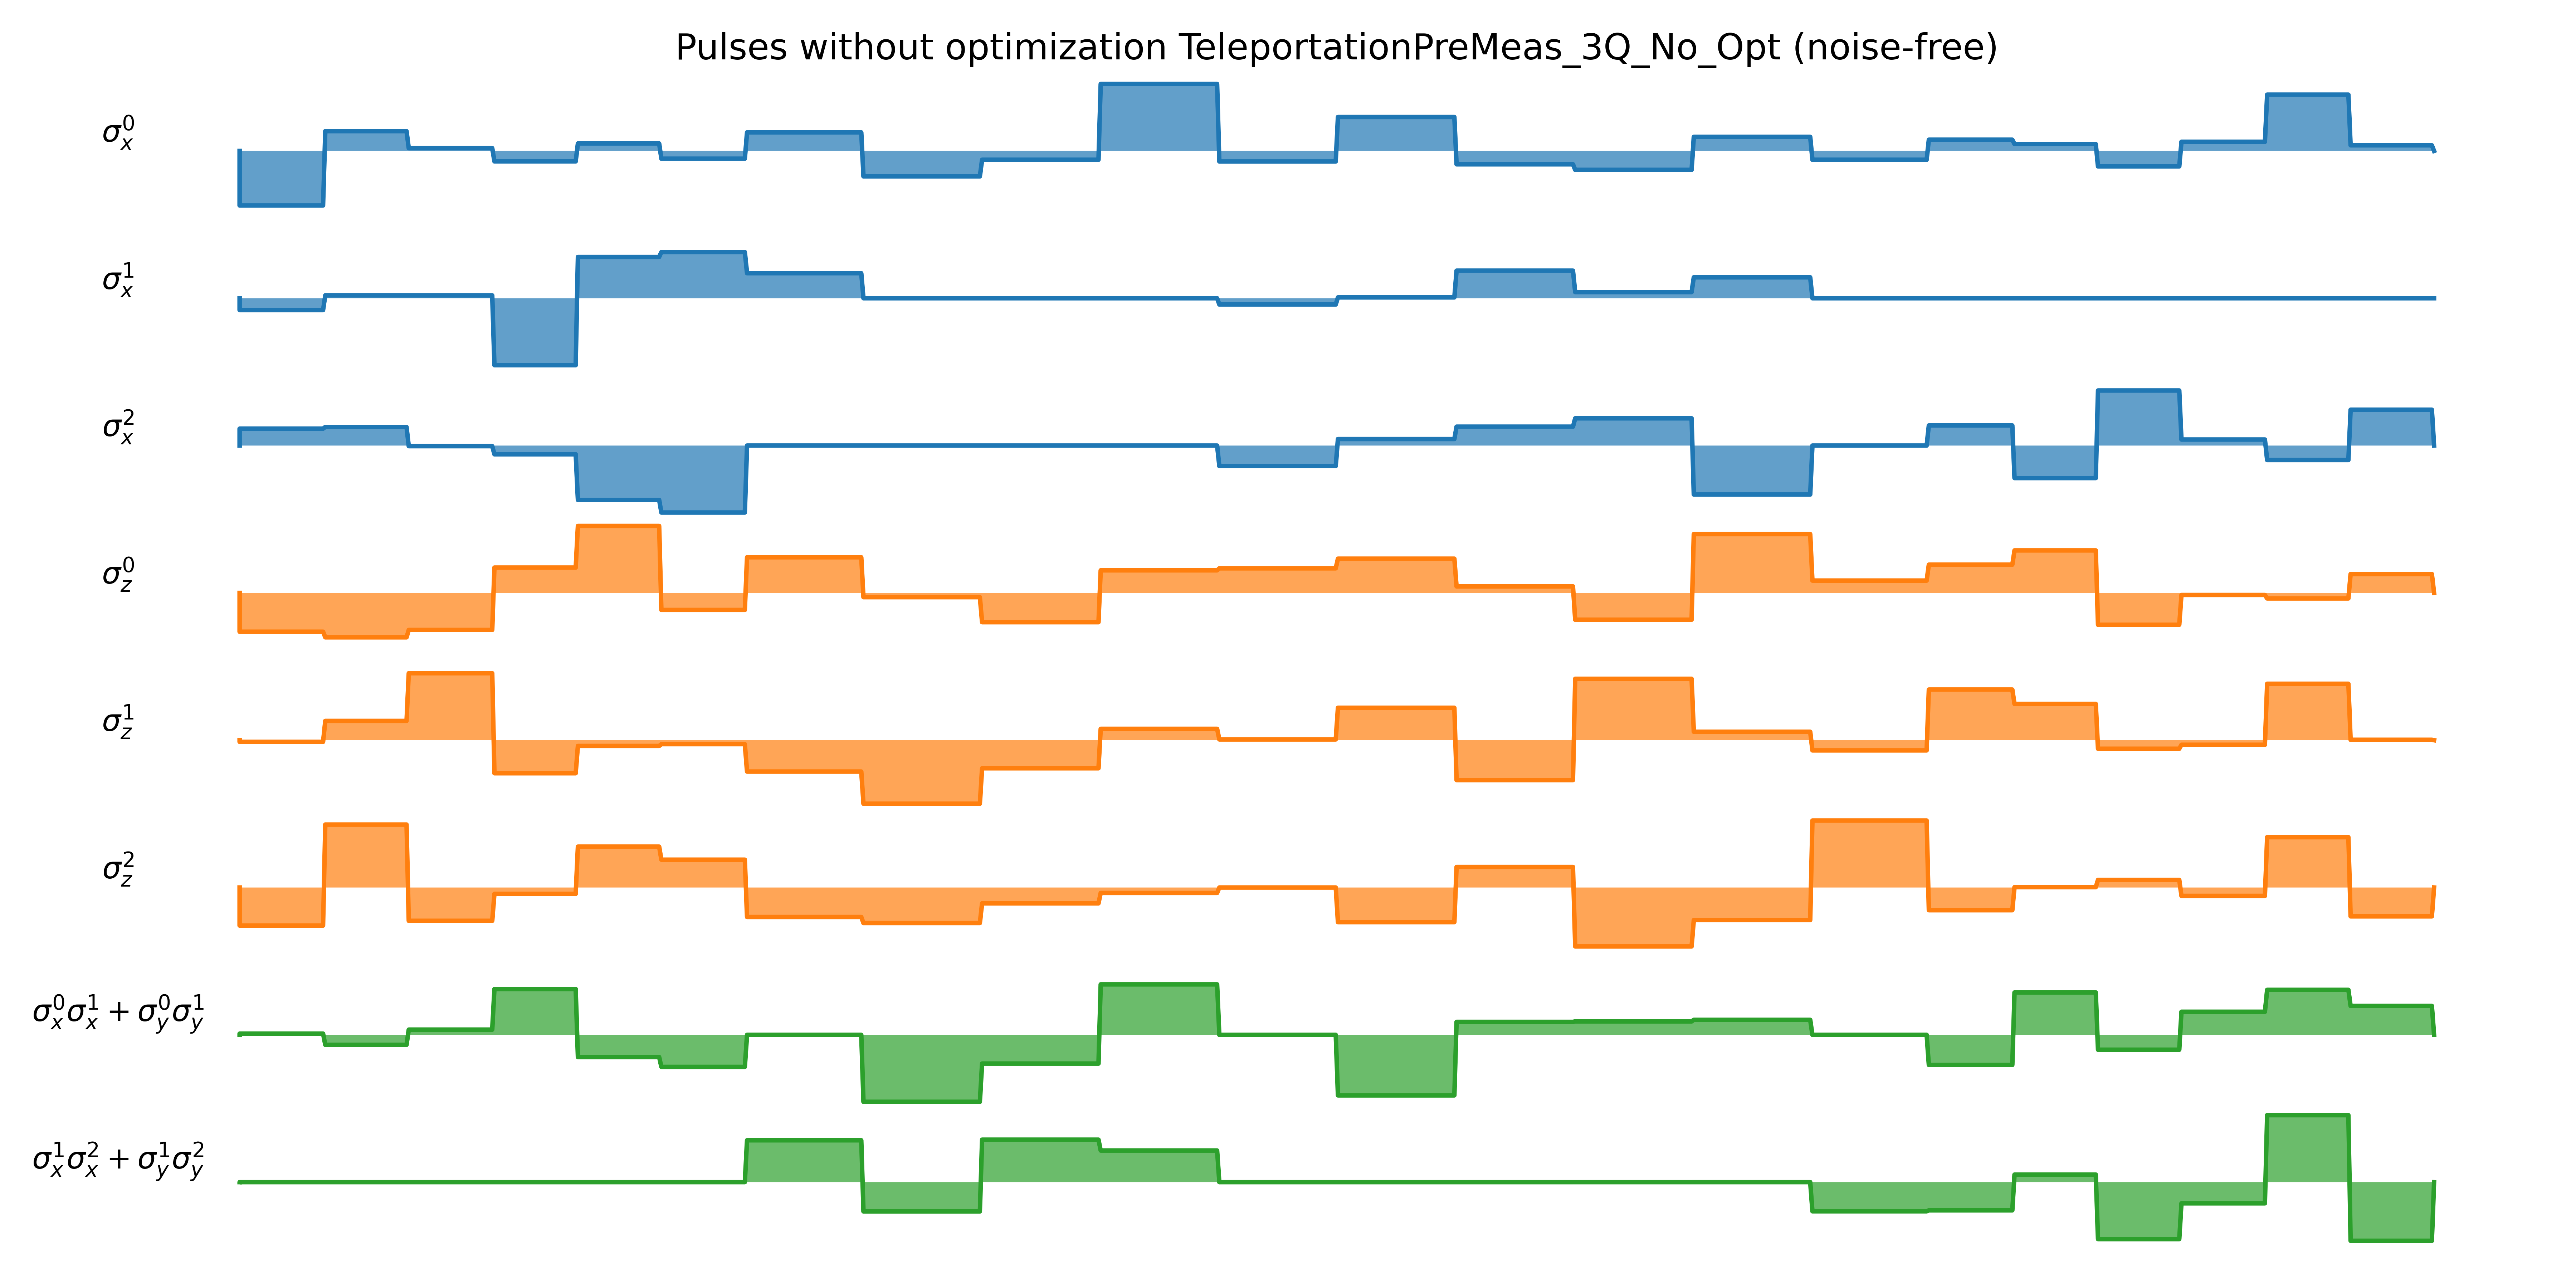 Pulses without optimization TeleportationPreMeas_3Q_No_Opt (noise-free)
σ_x^0
σ_x^1
σ_x^2
σ_z^0
σ_z^1
σ_z^2
σ_x^0σ_x^1 + σ_y^0σ_y^1
σ_x^1σ_x^2 + σ_y^1σ_y^2